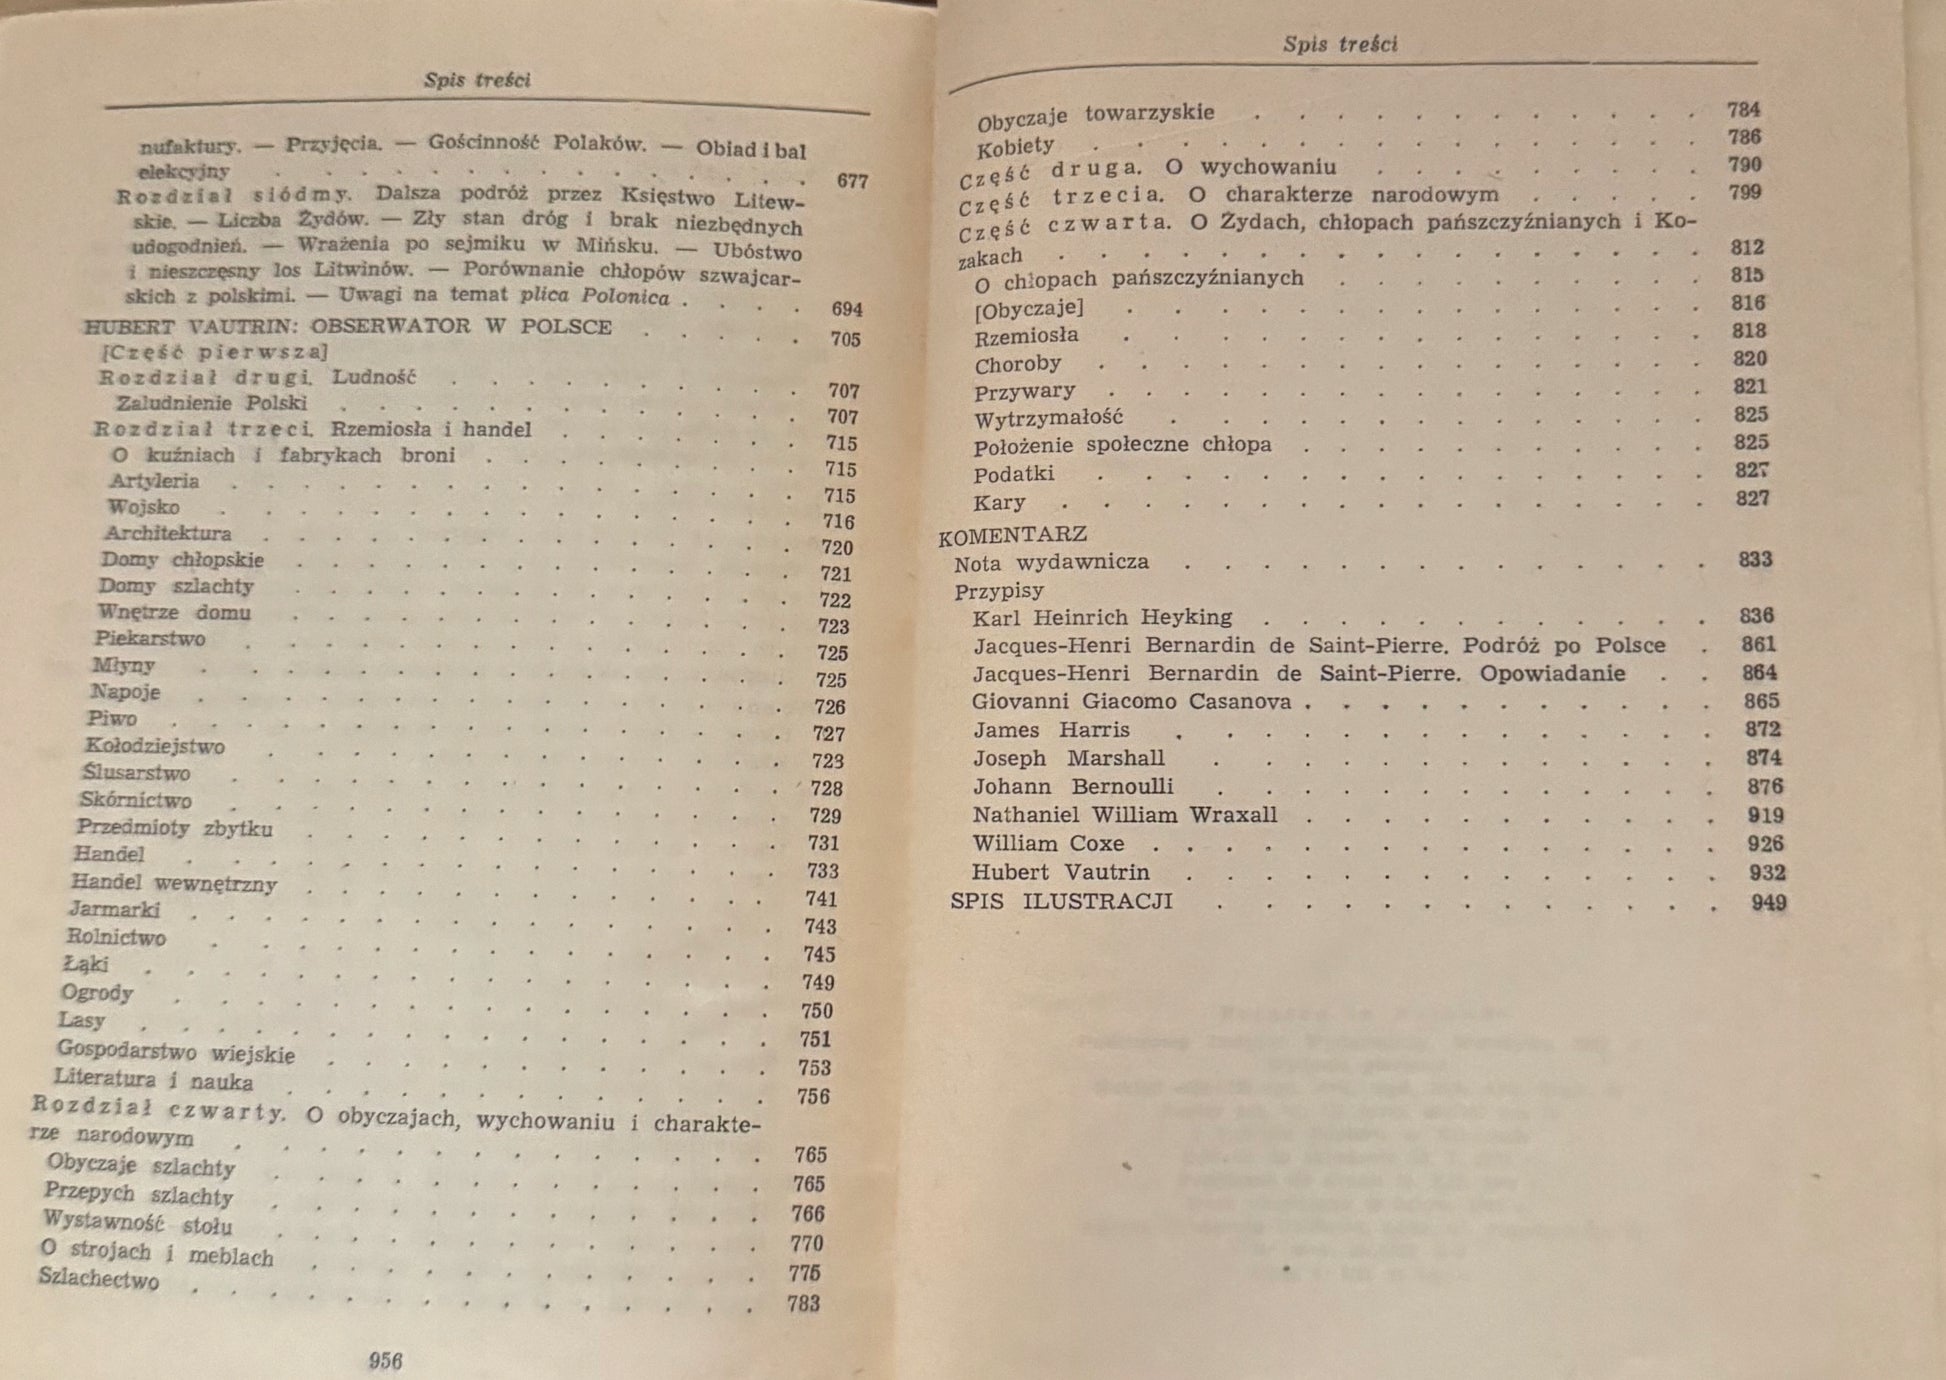 Spis treści
nufaktury. — Przyjęcia. — Gościnność Polaków. — Obiad i bal
elekcyjny . . . . . . . . . . . . . 677
Rozdział siódmy. Dalsza podróż przez Księstwo Litew-
skie. — Liczba Żydów. — Zły stan dróg i brak niezbędnych
udogodnień. — Wrażenia po sejmiku w Mińsku. — Ubóstwo
i nieszczęsny los Litwinów. — Porównanie chłopów szwajcar-
skich z polskimi. — Uwagi na temat plica Polonica . . . . 694
HUBERT VAUTRIN: OBSERWATOR W POLSCE . . . . . 705
[Część pierwsza]
Rozdział drugi. Ludność . . . . . . . . . 707
Zaludnienie Polski . . . . . . . . . . . 707
Rozdział trzeci. Rzemiosła i handel . . . . . . 715
O kuźniach i fabrykach broni . . . . . . . . 715
Artyleria . . . . . . . . . . . . . 715
Wojsko . . . . . . . . . . . . . . 716
Architektura . . . . . . . . . . . . . 720
Domy chłopskie . . . . . . . . . . . . 721
Domy szlachty . . . . . . . . . . . . 722
Wnętrze domu . . . . . . . . . . . . 723
Piekarstwo . . . . . . . . . . . . . 725
Młyny . . . . . . . . . . . . . . 725
Napoje . . . . . . . . . . . . . . 726
Piwo . . . . . . . . . . . . . . . 727
Kołodziejstwo . . . . . . . . . . . . 723
Ślusarstwo . . . . . . . . . . . . . 728
Skórnictwo . . . . . . . . . . . . . 729
Przedmioty zbytku . . . . . . . . . . . 731
Handel . . . . . . . . . . . . . . 733
Handel wewnętrzny . . . . . . . . . . . 741
Jarmarki . . . . . . . . . . . . . . 743
Rolnictwo . . . . . . . . . . . . . 745
Łąki . . . . . . . . . . . . . . . 749
Ogrody . . . . . . . . . . . . . . 750
Lasy . . . . . . . . . . . . . . . 751
Gospodarstwo wiejskie . . . . . . . . . . 753
Literatura i nauka . . . . . . . . . . . 756
Rozdział czwarty. O obyczajach, wychowaniu i charakte-
rze narodowym . . . . . . . . . . . . 765
Obyczaje szlachty . . . . . . . . . . . 765
Przepych szlachty . . . . . . . . . . . 766
Wystawność stołu . . . . . . . . . . . 770
O strojach i meblach . . . . . . . . . . 775
Szlachectwo . . . . . . . . . . . . . 783
956
Spis treści
Obyczaje towarzyskie . . . . . . . . . . . 784
Kobiety . . . . . . . . . . . . . . 786
Część druga. O wychowaniu . . . . . . . . 790
Część trzecia. O charakterze narodowym . . . . . 799
Część czwarta. O Żydach, chłopach pańszczyźnianych i Ko-
zakach . . . . . . . . . . . . . . 812
O chłopach pańszczyźnianych . . . . . . . . . 815
[Obyczaje] . . . . . . . . . . . . . 816
Rzemiosła . . . . . . . . . . . . . 818
Choroby . . . . . . . . . . . . . . 820
Przywary . . . . . . . . . . . . . . 821
Wytrzymałość . . . . . . . . . . . . 825
Położenie społeczne chłopa . . . . . . . . . 825
Podatki . . . . . . . . . . . . . . 827
Kary . . . . . . . . . . . . . . . 827
KOMENTARZ
Nota wydawnicza . . . . . . . . . . . . 833
Przypisy
Karl Heinrich Heyking . . . . . . . . . . 836
Jacques-Henri Bernardin de Saint-Pierre. Podróż po Polsce . 861
Jacques-Henri Bernardin de Saint-Pierre. Opowiadanie . . 864
Giovanni Giacomo Casanova . . . . . . . . . . 865
James Harris . . . . . . . . . . . . . 872
Joseph Marshall . . . . . . . . . . . . 874
Johann Bernoulli . . . . . . . . . . . . 876
Nathaniel William Wraxall . . . . . . . . . . 919
William Coxe . . . . . . . . . . . . . 926
Hubert Vautrin . . . . . . . . . . . . 932
SPIS ILUSTRACJI . . . . . . . . . . . . 949